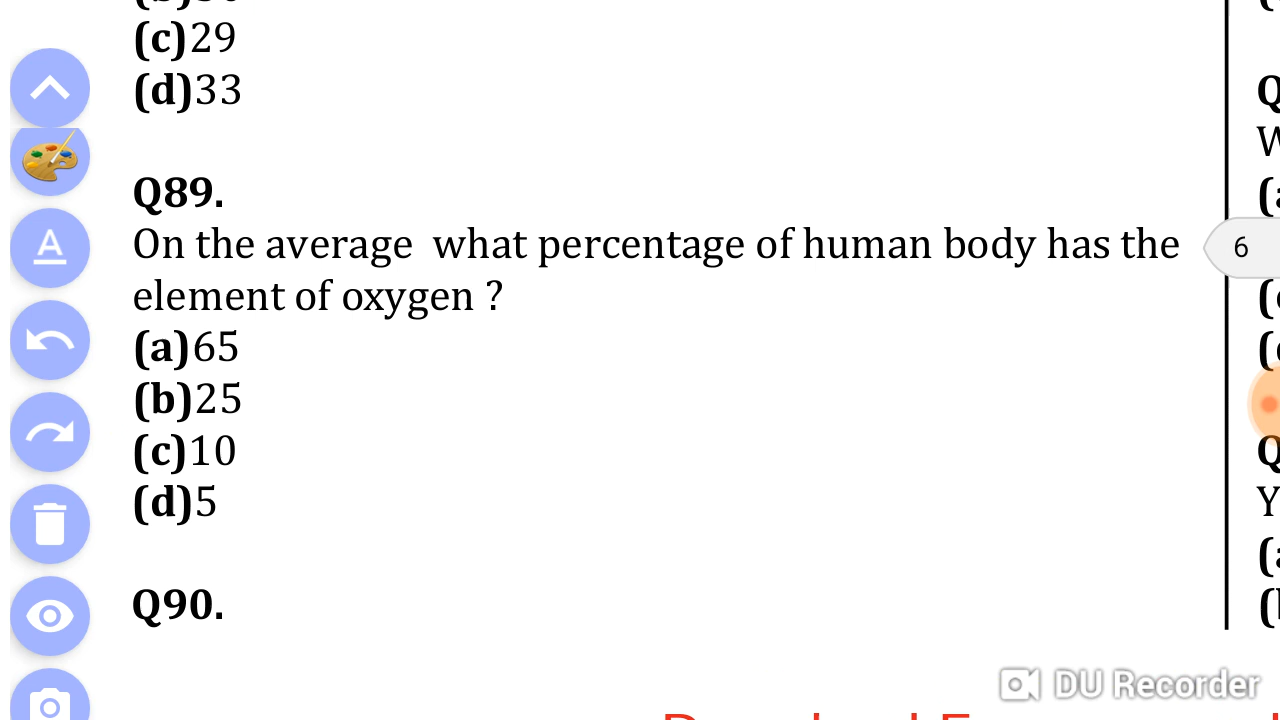 (c)29
(d)33
Q89.
On the average  what percentage of human body has the
element of oxygen ?
(a)65
(b)25
(c)10
(d)5
Q90.
6
DU Recorder